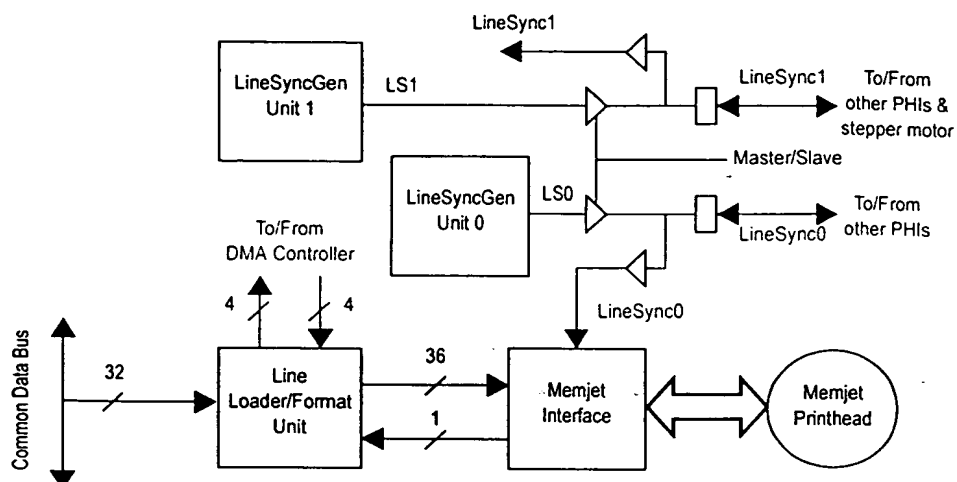 LineSync1
LineSyncGen
Unit 1
LS1
LineSync1
To/From
other PHIs &
stepper motor
Master/Slave
LineSyncGen
Unit 0
LS0
LineSync0
To/From
other PHIs
To/From
DMA Controller
4
4
LineSync0
Common Data Bus
32
Line
Loader/Format
Unit
36
1
Memjet
Interface
Memjet
Printhead